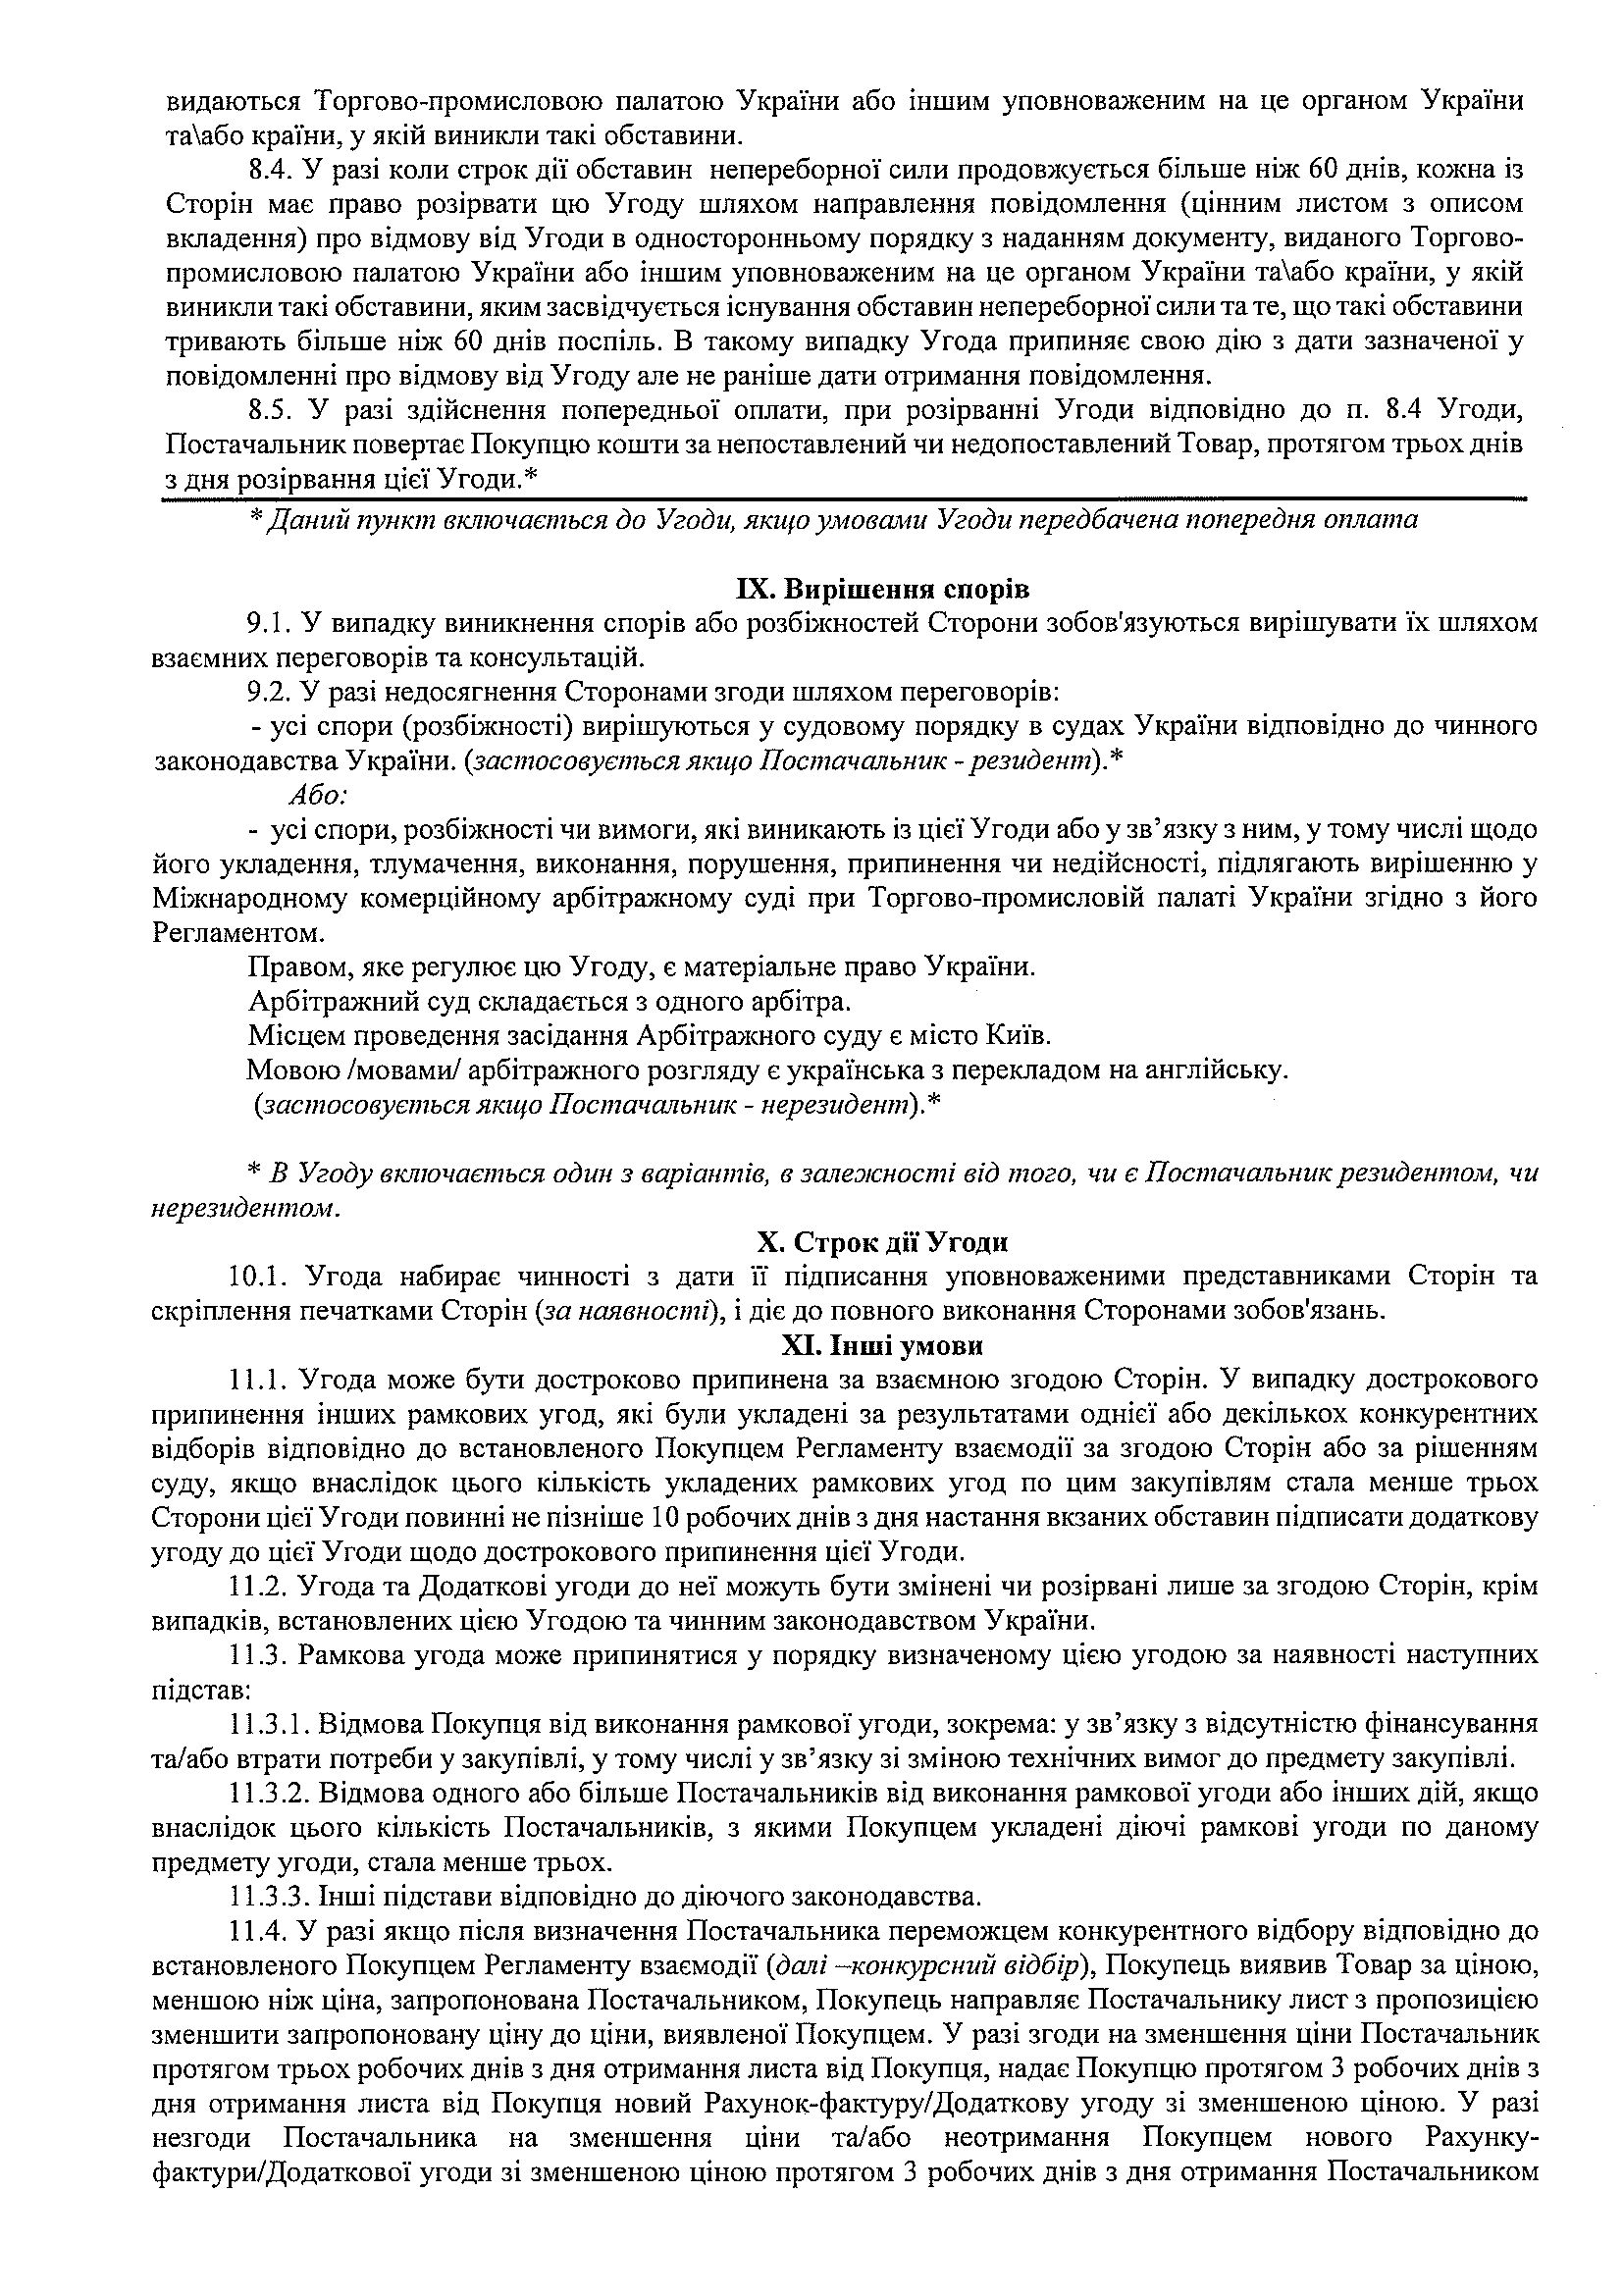 видаються Торгово-промисловою палатою України або іншим уповноваженим на це органом України
та\або країни, у якій виникли такі обставини.
8.4. У разі коли строк дії обставин непереборної сили продовжується більше ніж 60 днів, кожна із
Сторін має право розірвати цю Угоду шляхом направлення повідомлення (цінним листом з описом
вкладення) про відмову від Угоди в односторонньому порядку з наданням документу, виданого Торгово-
промисловою палатою України або іншим уповноваженим на це органом України та\або країни, у якій
виникли такі обставини, яким засвідчується існування обставин непереборної сили та те, що такі обставини
тривають більше ніж 60 днів поспіль. В такому випадку Угода припиняє свою дію з дати зазначеної у
повідомленні про відмову від Угоду але не раніше дати отримання повідомлення.
8.5. У разі здійснення попередньої оплати, при розірванні Угоди відповідно до п. 8.4 Угоди,
Постачальник повертає Покупцю кошти за непоставлений чи недопоставлений Товар, протягом трьох днів
з дня розірвання цієї Угоди.*
* Даний пункт включається до Угоди, якщо умовами Угоди передбачена попередня оплата
IX. Вирішення спорів
9.1. У випадку виникнення спорів або розбіжностей Сторони зобов'язуються вирішувати їх шляхом
взаємних переговорів та консультацій.
9.2. У разі недосягнення Сторонами згоди шляхом переговорів:
- усі спори (розбіжності) вирішуються у судовому порядку в судах України відповідно до чинного
законодавства України. (застосовується якщо Постачальник - резидент).*
Або:
- усі спори, розбіжності чи вимоги, які виникають із цієї Угоди або у зв’язку з ним, у тому числі щодо
його укладення, тлумачення, виконання, порушення, припинення чи недійсності, підлягають вирішенню у
Міжнародному комерційному арбітражному суді при Торгово-промисловій палаті України згідно з його
Регламентом.
Правом, яке регулює цю Угоду, є матеріальне право України.
Арбітражний суд складається з одного арбітра.
Місцем проведення засідання Арбітражного суду є місто Київ.
Мовою /мовами/ арбітражного розгляду є українська з перекладом на англійську.
(застосовується якщо Постачальник - нерезидент).*
* В Угоду включається один з варіантів, в залежності від того, чи є Постачальник резидентом, чи
нерезидентом.
X. Строк дії Угоди
10.1. Угода набирає чинності з дати її підписання уповноваженими представниками Сторін та
скріплення печатками Сторін (за наявності), і діє до повного виконання Сторонами зобов'язань.
XI. Інші умови
11.1. Угода може бути достроково припинена за взаємною згодою Сторін. У випадку дострокового
припинення інших рамкових угод, які були укладені за результатами однієї або декількох конкурентних
відборів відповідно до встановленого Покупцем Регламенту взаємодії за згодою Сторін або за рішенням
суду, якщо внаслідок цього кількість укладених рамкових угод по цим закупівлям стала менше трьох
Сторони цієї Угоди повинні не пізніше 10 робочих днів з дня настання вкзаних обставин підписати додаткову
угоду до цієї Угоди щодо дострокового припинення цієї Угоди.
11.2. Угода та Додаткові угоди до неї можуть бути змінені чи розірвані лише за згодою Сторін, крім
випадків, встановлених цією Угодою та чинним законодавством України.
11.3. Рамкова угода може припинятися у порядку визначеному цією угодою за наявності наступних
підстав:
11.3.1. Відмова Покупця від виконання рамкової угоди, зокрема: у зв’язку з відсутністю фінансування
та/або втрати потреби у закупівлі, у тому числі у зв’язку зі зміною технічних вимог до предмету закупівлі.
11.3.2. Відмова одного або більше Постачальників від виконання рамкової угоди або інших дій, якщо
внаслідок цього кількість Постачальників, з якими Покупцем укладені діючі рамкові угоди по даному
предмету угоди, стала менше трьох.
11.3.3. Інші підстави відповідно до діючого законодавства.
11.4. У разі якщо після визначення Постачальника переможцем конкурентного відбору відповідно до
встановленого Покупцем Регламенту взаємодії (далі –конкурсний відбір), Покупець виявив Товар за ціною,
меншою ніж ціна, запропонована Постачальником, Покупець направляє Постачальнику лист з пропозицією
зменшити запропоновану ціну до ціни, виявленої Покупцем. У разі згоди на зменшення ціни Постачальник
протягом трьох робочих днів з дня отримання листа від Покупця, надає Покупцю протягом 3 робочих днів з
дня отримання листа від Покупця новий Рахунок-фактуру/Додаткову угоду зі зменшеною ціною. У разі
незгоди Постачальника на зменшення ціни та/або неотримання Покупцем нового Рахунку-
фактури/Додаткової угоди зі зменшеною ціною протягом 3 робочих днів з дня отримання Постачальником